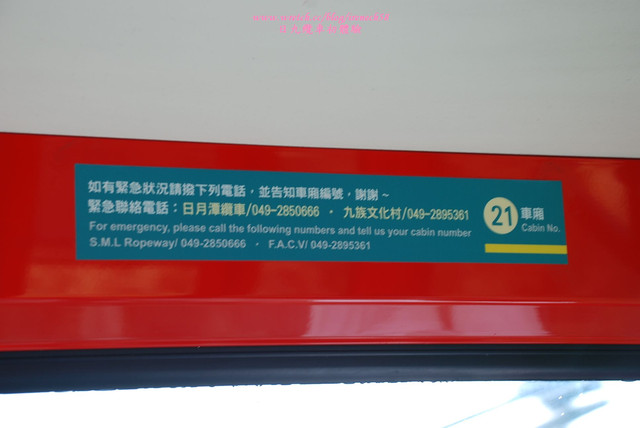 如有緊急狀況請撥下列電話，並告知車廂編號，謝謝～
緊急聯絡電話：日月潭纜車/049-2850666 ・ 九族文化村/049-2895361
For emergency, please call the following numbers and tell us your cabin number
S.M.L Ropeway/ 049-2850666 ・ F.A.C.V/ 049-2895361
21 車廂
Cabin No.